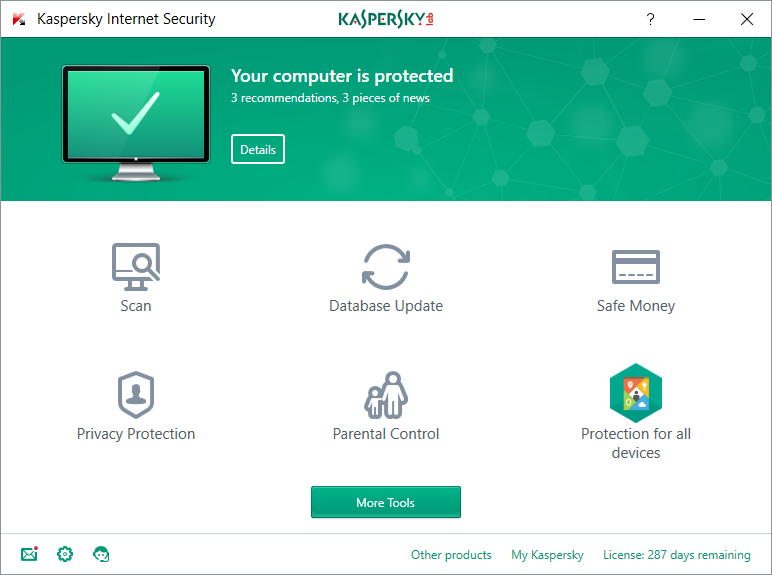 Kaspersky Internet Security
KASPERSKY lab
?
Your computer is protected
3 recommendations, 3 pieces of news
Details
Scan
Database Update
Safe Money
Privacy Protection
Parental Control
Protection for all
devices
More Tools
Other products
My Kaspersky
License: 287 days remaining